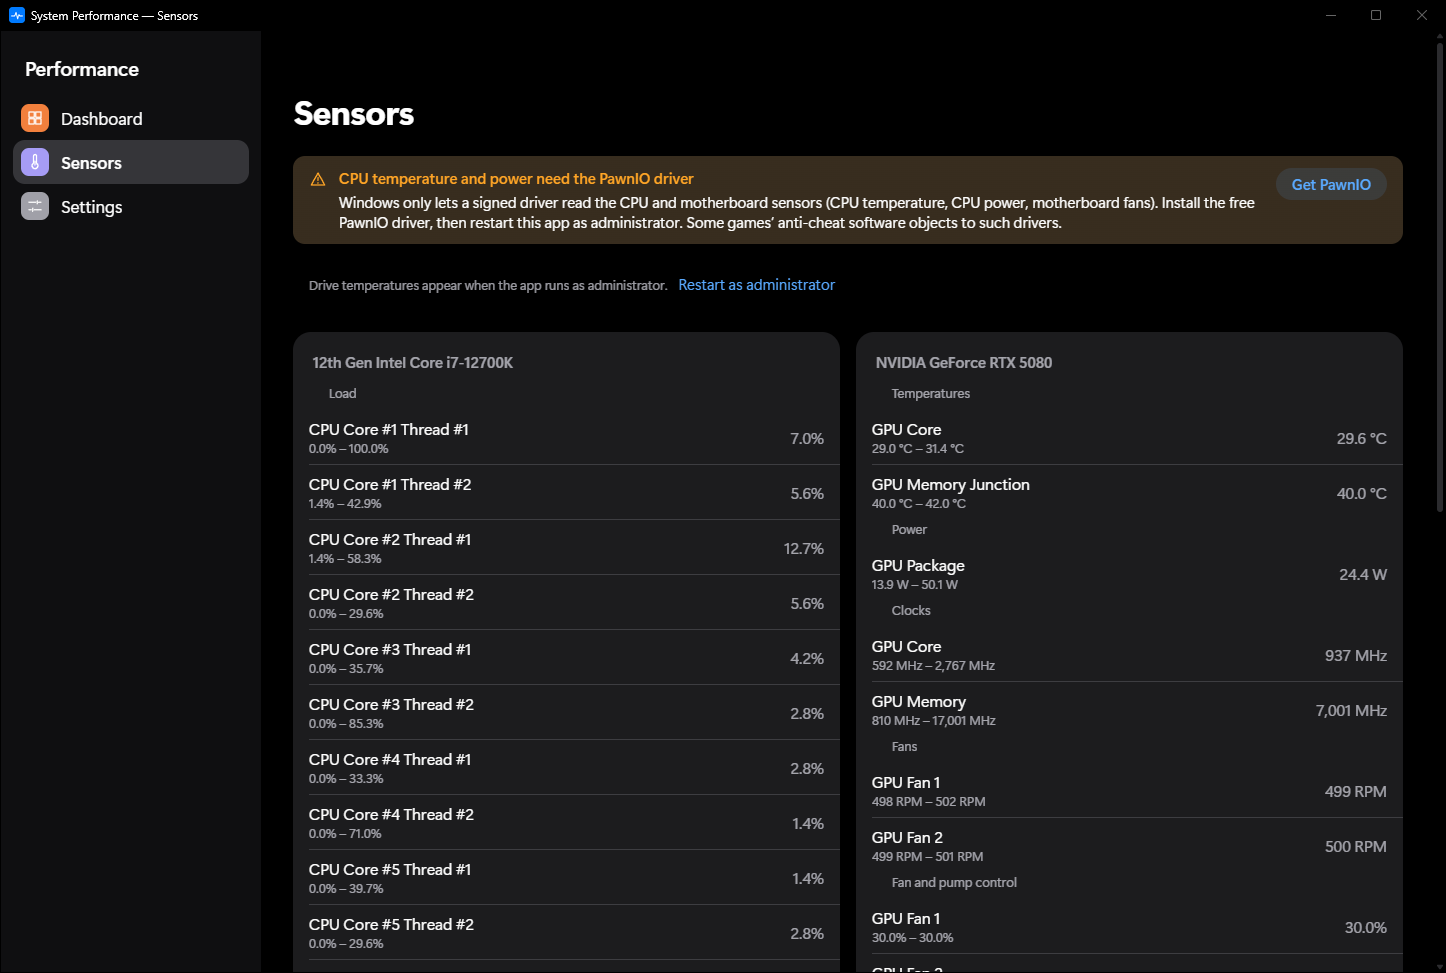 System Performance — Sensors
Performance
Dashboard
Sensors
Settings
Sensors
CPU temperature and power need the PawnIO driver
Windows only lets a signed driver read the CPU and motherboard sensors (CPU temperature, CPU power, motherboard fans). Install the free
PawnIO driver, then restart this app as administrator. Some games’ anti-cheat software objects to such drivers.
Get PawnIO
Drive temperatures appear when the app runs as administrator. Restart as administrator
12th Gen Intel Core i7-12700K
Load
CPU Core #1 Thread #1
0.0% – 100.0%
7.0%
CPU Core #1 Thread #2
1.4% – 42.9%
5.6%
CPU Core #2 Thread #1
1.4% – 58.3%
12.7%
CPU Core #2 Thread #2
0.0% – 29.6%
5.6%
CPU Core #3 Thread #1
0.0% – 35.7%
4.2%
CPU Core #3 Thread #2
0.0% – 85.3%
2.8%
CPU Core #4 Thread #1
0.0% – 33.3%
2.8%
CPU Core #4 Thread #2
0.0% – 71.0%
1.4%
CPU Core #5 Thread #1
0.0% – 39.7%
1.4%
CPU Core #5 Thread #2
0.0% – 29.6%
2.8%
NVIDIA GeForce RTX 5080
Temperatures
GPU Core
29.0 °C – 31.4 °C
29.6 °C
GPU Memory Junction
40.0 °C – 42.0 °C
40.0 °C
Power
GPU Package
13.9 W – 50.1 W
24.4 W
Clocks
GPU Core
592 MHz – 2,767 MHz
937 MHz
GPU Memory
810 MHz – 17,001 MHz
7,001 MHz
Fans
GPU Fan 1
498 RPM – 502 RPM
499 RPM
GPU Fan 2
499 RPM – 501 RPM
500 RPM
Fan and pump control
GPU Fan 1
30.0% – 30.0%
30.0%
GPU Fan 2